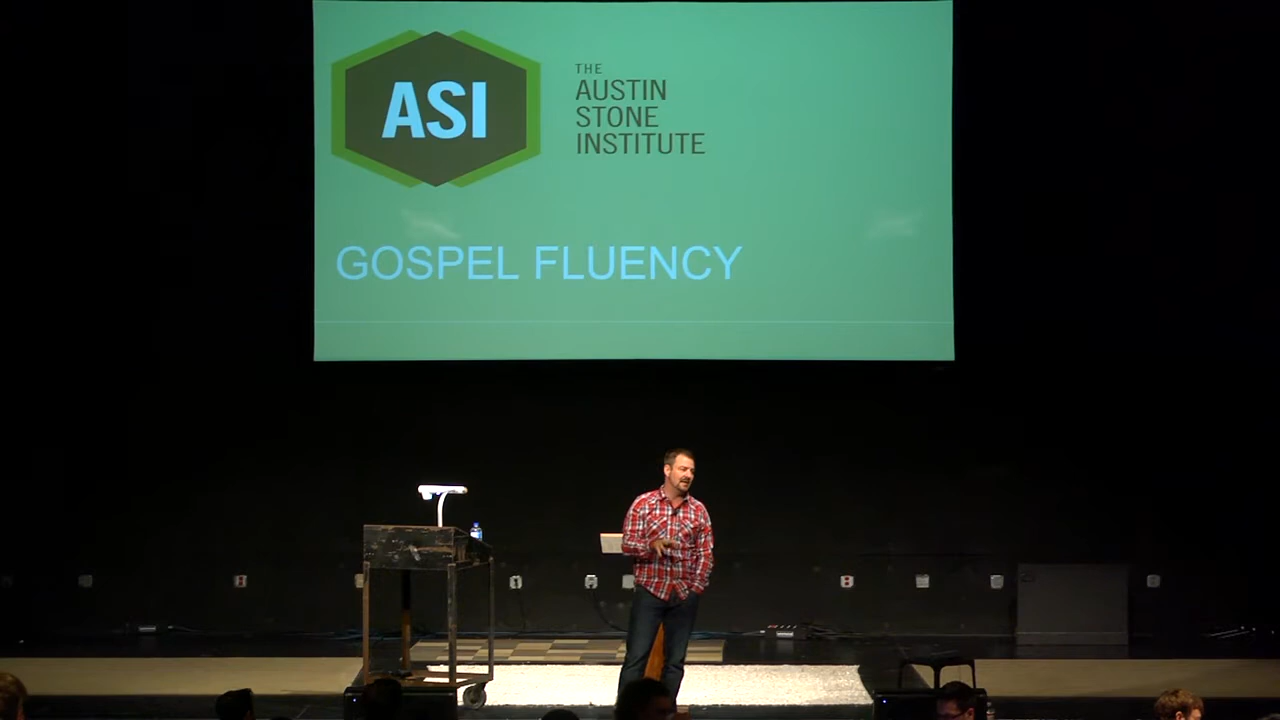 ASI
THE
AUSTIN
STONE
INSTITUTE
GOSPEL FLUENCY